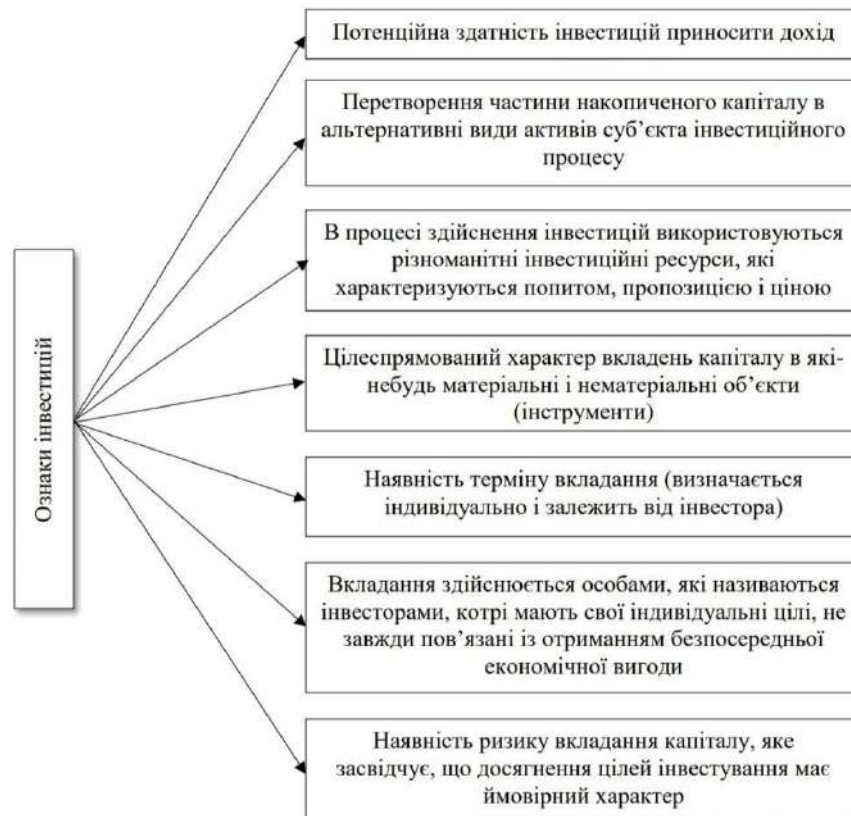 Ознаки інвестицій
Потенційна здатність інвестицій приносити дохід
Перетворення частини накопиченого капіталу в
альтернативні види активів суб’єкта інвестиційного
процесу
В процесі здійснення інвестицій використовуються
різноманітні інвестиційні ресурси, які
характеризуються попитом, пропозицією і ціною
Цілеспрямований характер вкладень капіталу в які-
небудь матеріальні і нематеріальні об’єкти
(інструменти)
Наявність терміну вкладання (визначається
індивідуально і залежить від інвестора)
Вкладання здійснюється особами, які називаються
інвесторами, котрі мають свої індивідуальні цілі, не
завжди пов’язані із отриманням безпосередньої
економічної вигоди
Наявність ризику вкладання капіталу, яке
засвідчує, що досягнення цілей інвестування має
ймовірний характер